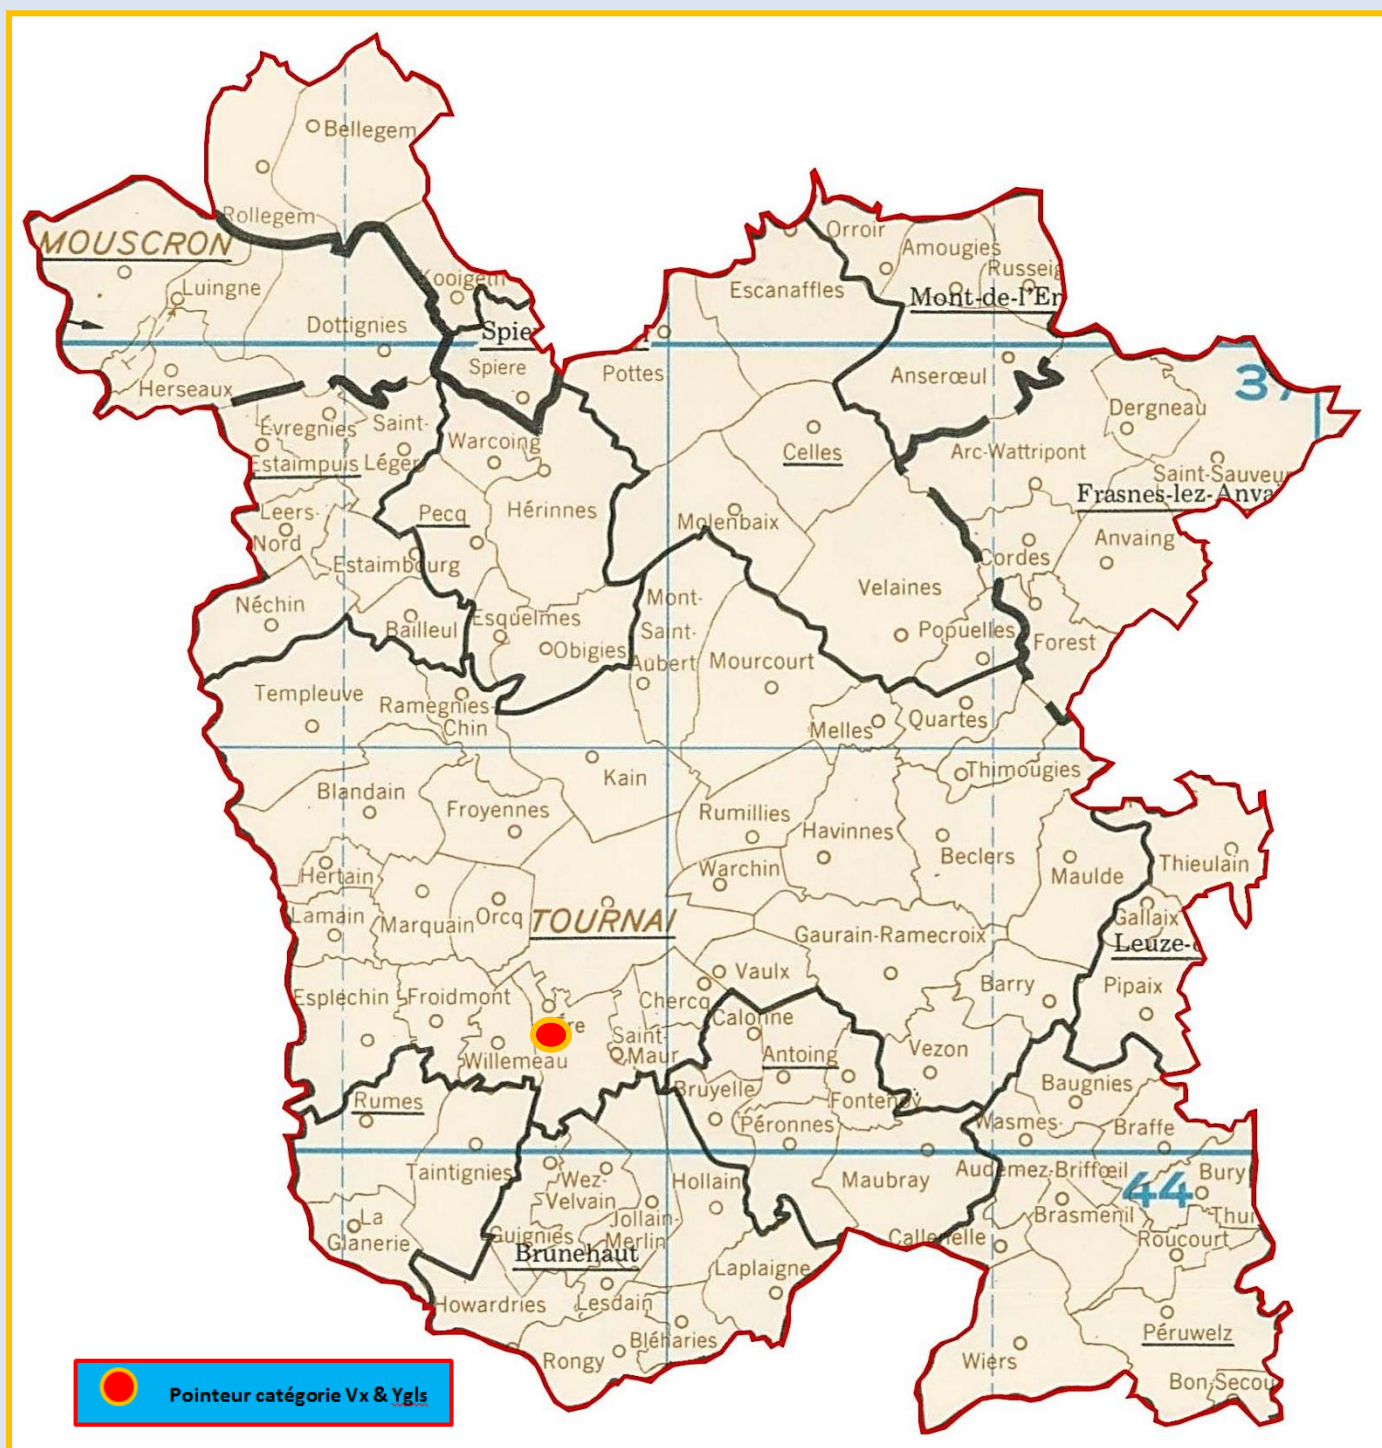 Bellegem
Rollegem
MOUSCRON
Orroir
Amougies
Russeig
Kooigem
Luingne
Escanaffles
Mont-de-l'Er
Dottignies
Spie
Herseaux
Spiere
Pottes
Anserœul
37
Dergneau
Évregnies
Saint-
Léger
Warcoing
Celles
Arc-Wattripont
Estaimpuis
Saint-Sauveur
Frasnes-lez-Anva
Leers-
Nord
Pecq
Hérinnes
Molenbaix
Anvaing
Estaimbourg
Cordes
Velaines
Néchin
Bailleul
Esquelmes
Obigies
Mont-
Saint-
Aubert
Mourcourt
Popuelles
Forest
Templeuve
Ramegnies-
Chin
Melles
Quartes
Kain
Thimougies
Blandain
Froyennes
Rumillies
Havinnes
Beclers
Thieulain
Hertain
Warchin
Maulde
Lamain
Marquain
Orcq
TOURNAI
Gallaix
Gaurain-Ramecroix
Leuze-
Vaulx
Esplechin
Froidmont
Chercq
Barry
Pipaix
Calonne
Ere
Saint-
Maur
Willemeau
Antoing
Vezon
Rumes
Bruyelle
Fontenoy
Baugnies
Péronnes
Wasmes-
Audemez-Briffœil
Braffe
Taintignies
Wez-
Velvain
Hollain
Maubray
Bury
44
La
Glanerie
Guignies
Jollain-
Merlin
Brasmenil
Thui
Brunehaut
Callenelle
Roucourt
Laplaigne
Howardries
Lesdain
Bléharies
Péruwelz
Rongy
Wiers
Bon-Secou
Pointeur catégorie Vx & Ygls